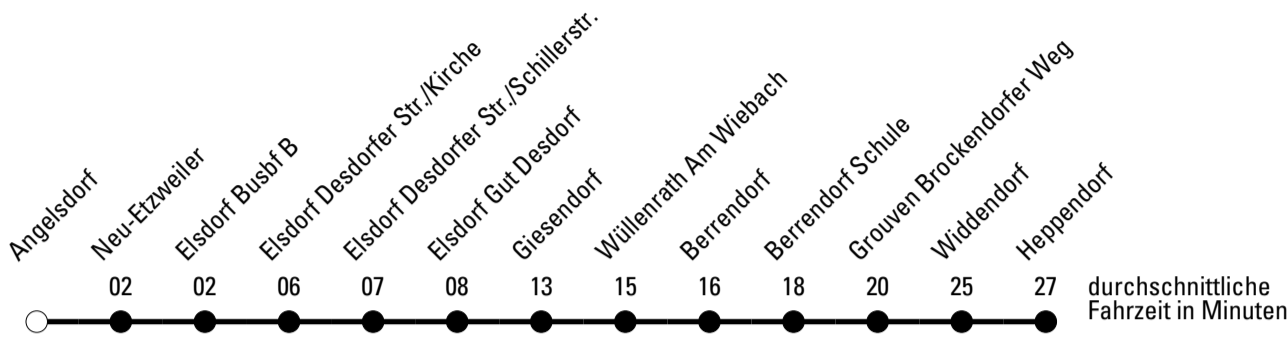 Angelsdorf
Neu-Etzweiler
Elsdorf Busbf B
Elsdorf Desdorfer Str./Kirche
Elsdorf Desdorfer Str./Schillerstr.
Elsdorf Gut Desdorf
Giesendorf
Wüllenrath Am Wiebach
Berrendorf
Berrendorf Schule
Grouven Brockendorfer Weg
Widdendorf
Heppendorf
02 02 06 07 08 13 15 16 18 20 25 27 durchschnittliche
Fahrzeit in Minuten